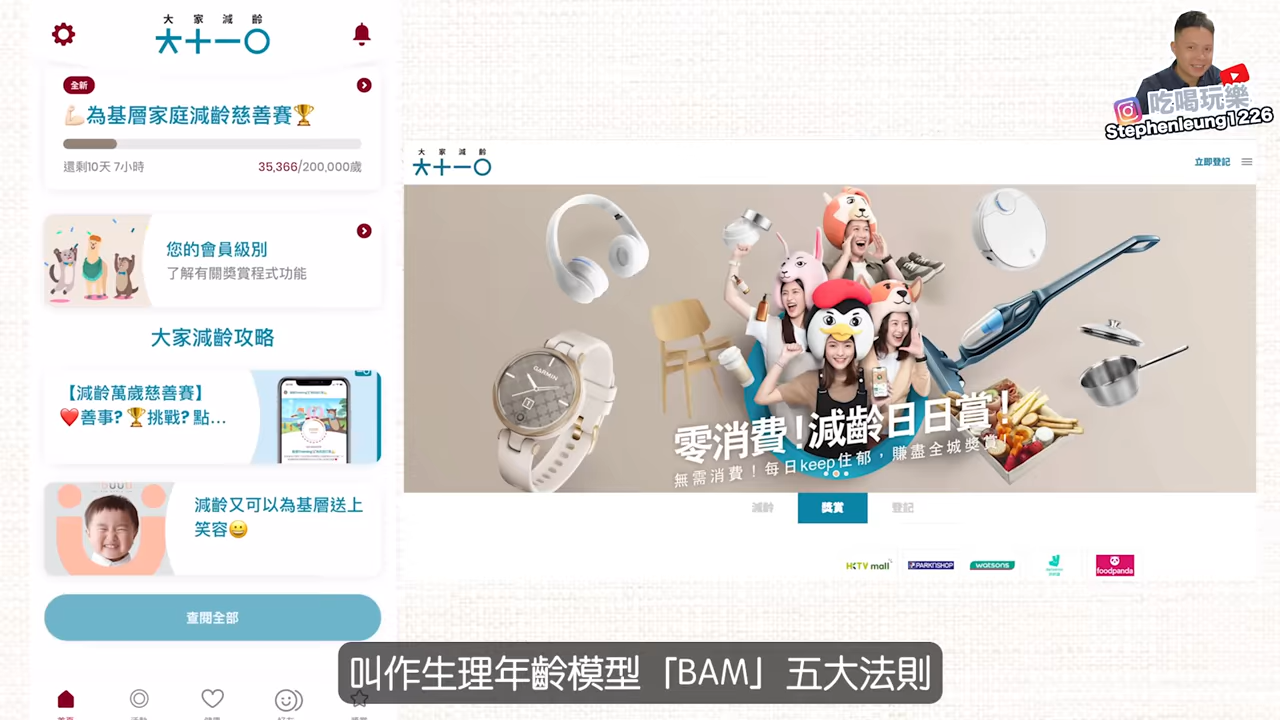 大家減齡
大十一〇
全新
💪🏻為基層家庭減齡慈善賽🏆
還剩10天 7小時
35,366/200,000歲
您的會員級別
了解有關獎賞程式功能
大家減齡攻略
【減齡萬歲慈善賽】
❤️善事?🏆挑戰?點...
減齡又可以為基層送上
笑容😀
查閱全部
吃喝玩樂
Stephenleung1226
大家減齡
大十一〇
立即登記
GARMIN
零消費!減齡日日賞!
無需消費!每日keep住郁,賺盡全城獎賞!
減齡
獎賞
登記
HKTVmall
PARKnSHOP
watsons
foodpanda
叫作生理年齡模型「BAM」五大法則